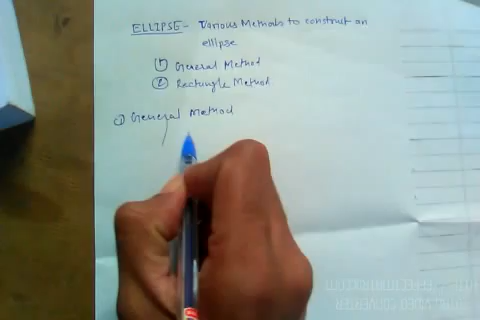 ELLIPSE - Various Methods to construct an
ellipse
① General Method
② Rectangle Method
① General Method